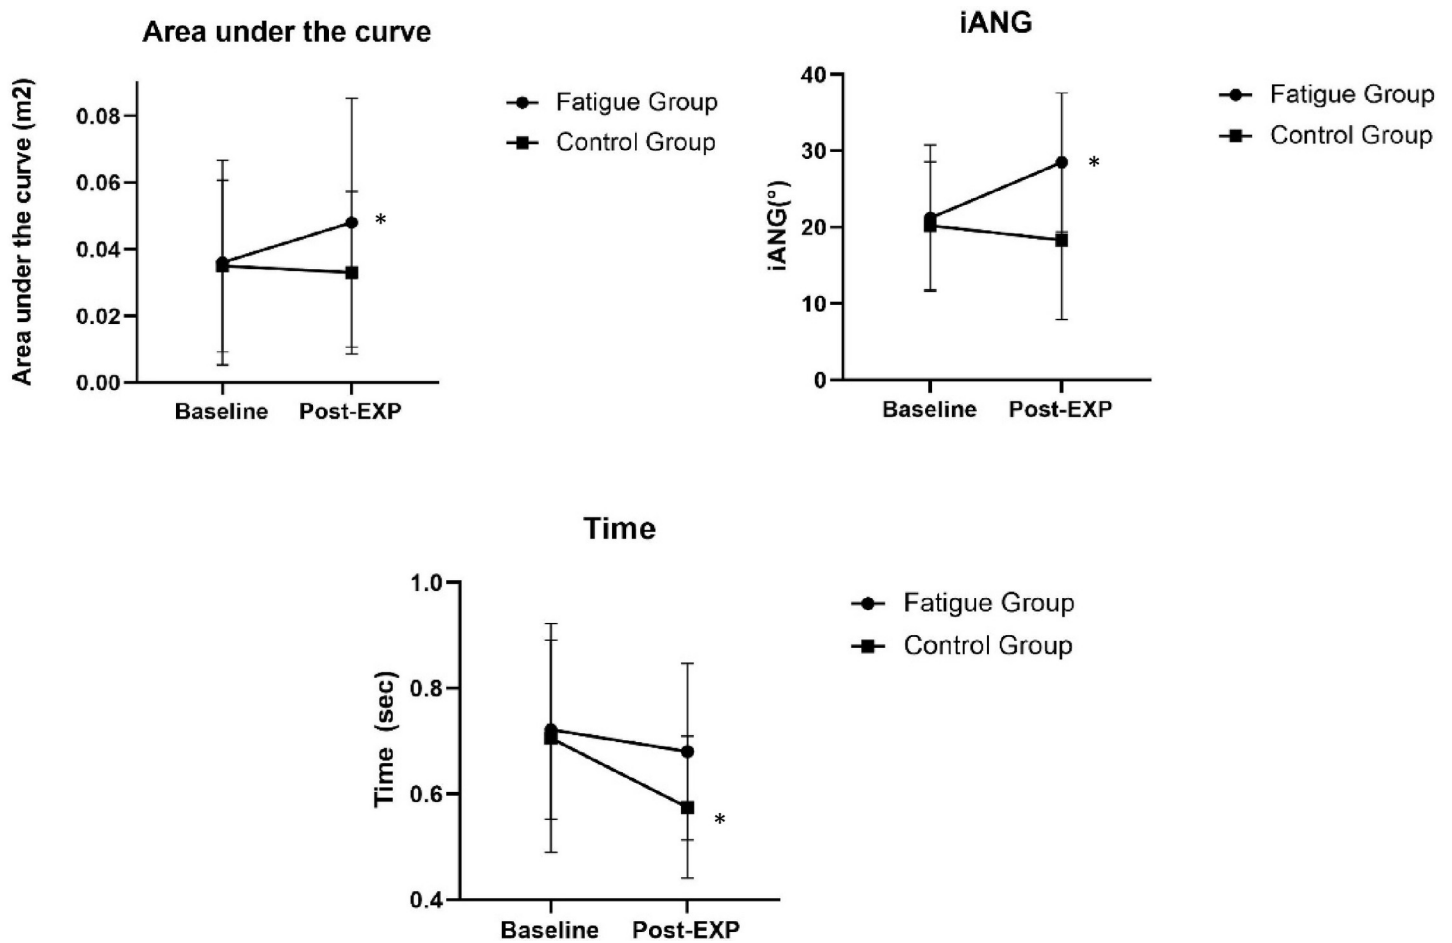 Area under the curve
Area under the curve (m2)
0.08
0.06
0.04
0.02
0.00
*
Baseline Post-EXP
Fatigue Group
Control Group
iANG
iANG(°)
40
30
20
10
0
*
Baseline Post-EXP
Fatigue Group
Control Group
Time
Time (sec)
1.0
0.8
0.6
0.4
*
Baseline Post-EXP
Fatigue Group
Control Group